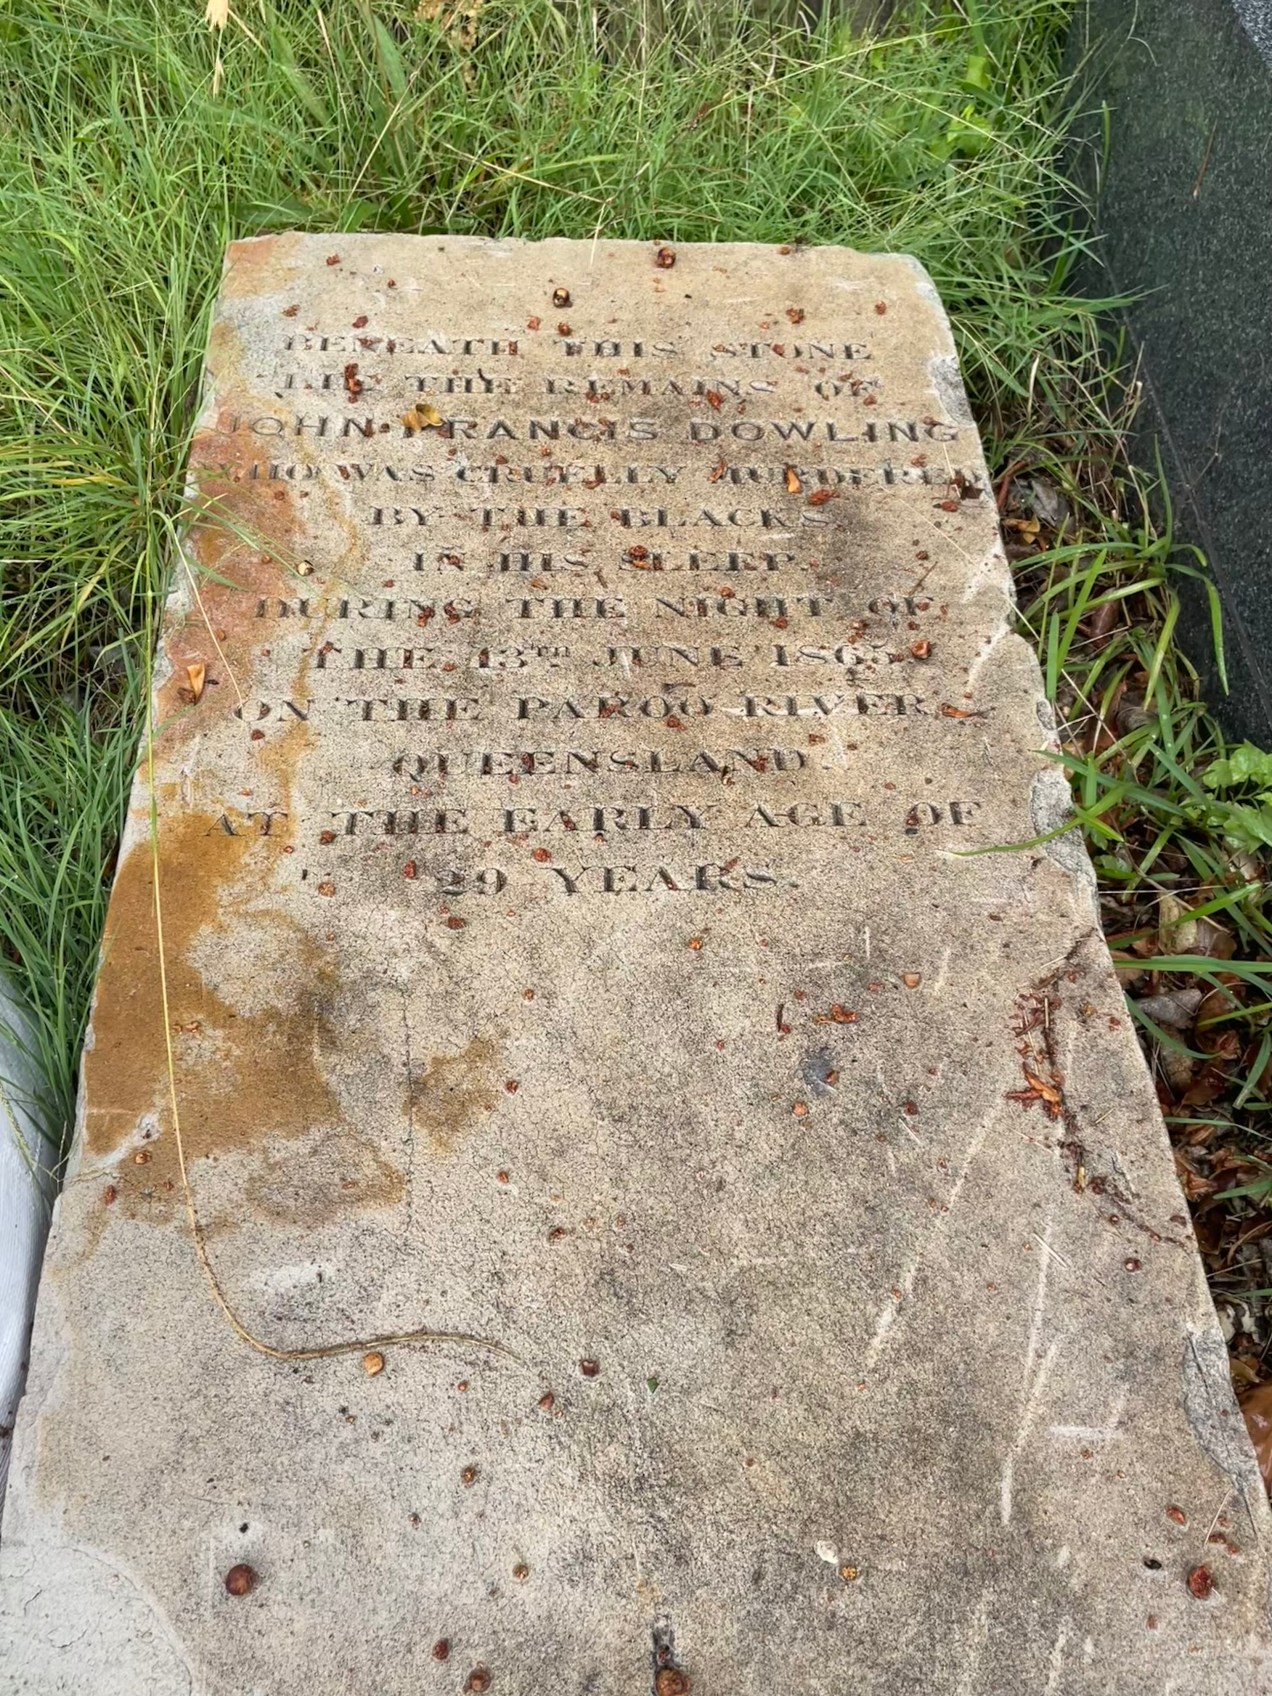 BENEATH THIS STONE
LIE THE REMAINS OF
JOHN FRANCIS DOWLING
WHO WAS CRUELLY MURDERED
BY THE BLACKS
IN HIS SLEEP.
DURING THE NIGHT OF
THE 13TH JUNE 1865
ON THE PAROO RIVER
QUEENSLAND.
AT THE EARLY AGE OF
29 YEARS.